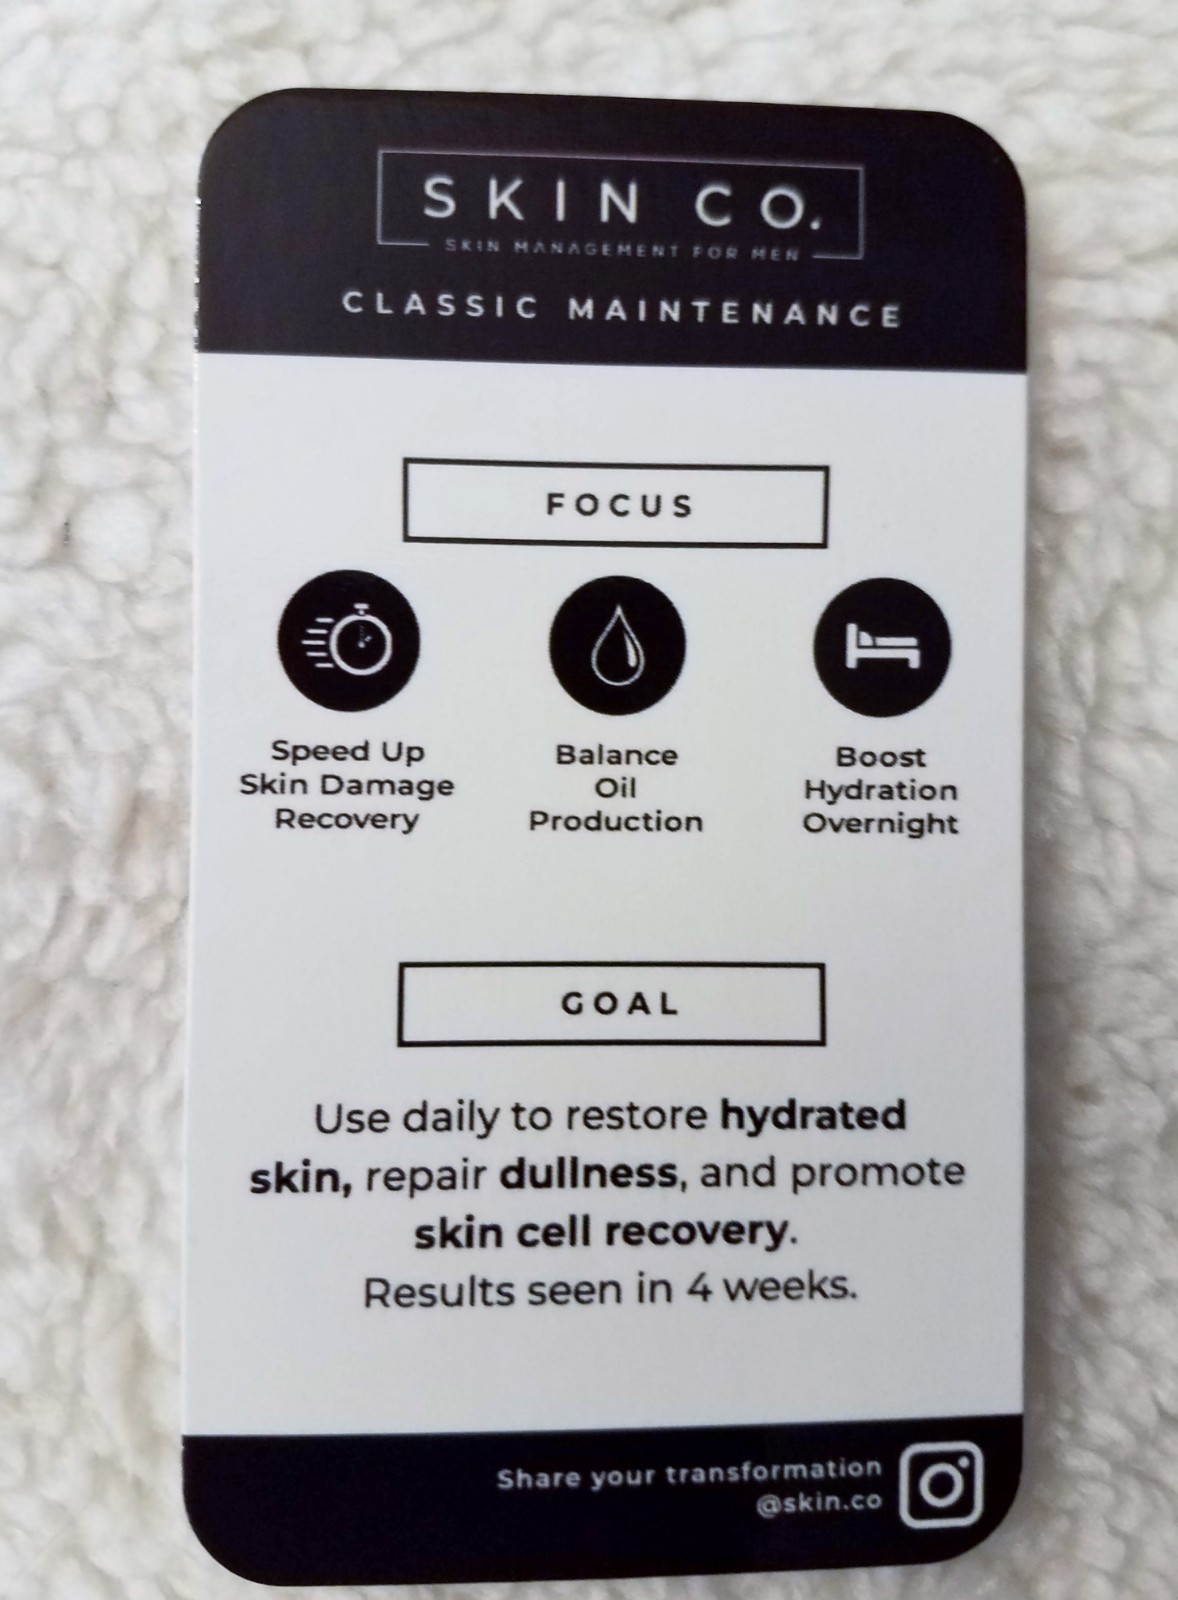 SKIN CO.
SKIN MANAGEMENT FOR MEN
CLASSIC MAINTENANCE
FOCUS
Speed Up
Skin Damage
Recovery
Balance
Oil
Production
Boost
Hydration
Overnight
GOAL
Use daily to restore hydrated
skin, repair dullness, and promote
skin cell recovery.
Results seen in 4 weeks.
Share your transformation
@skin.co